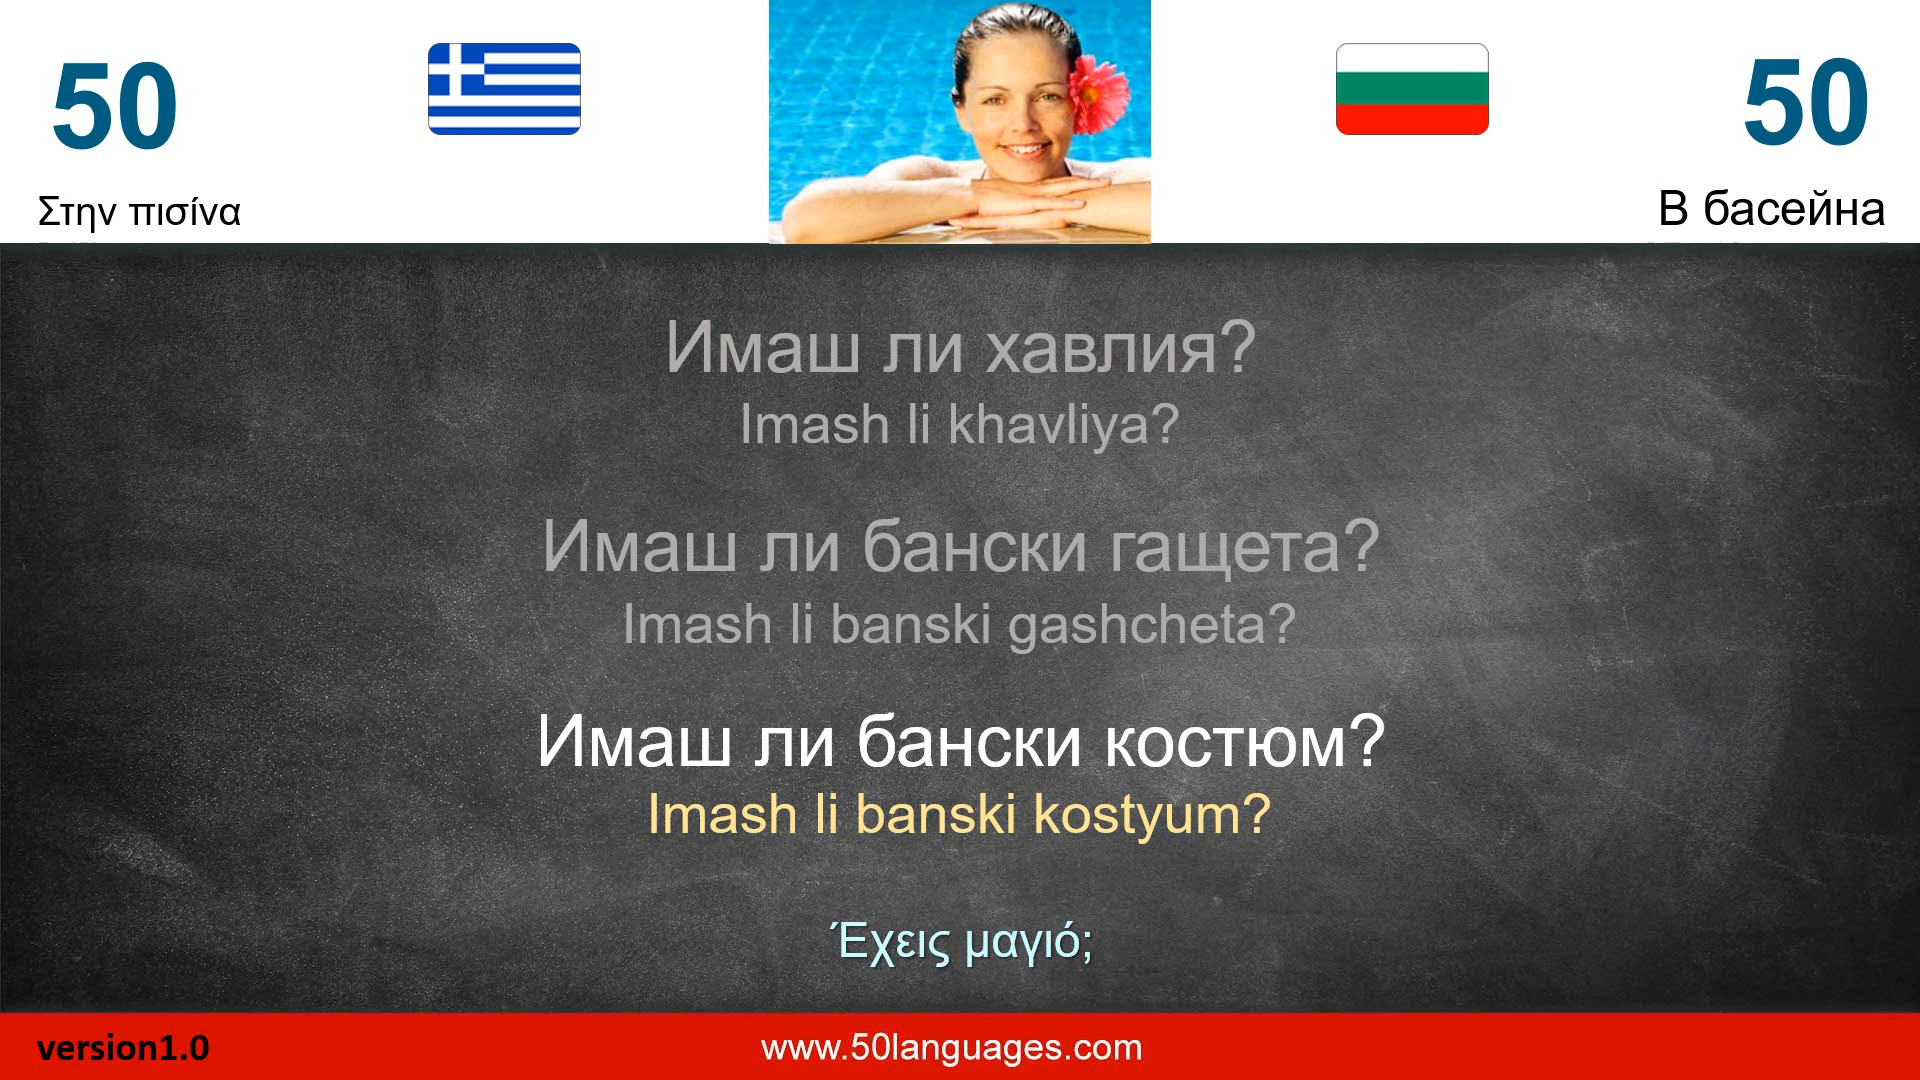 50
50
Στην πισίνα
В басейна
Имаш ли хавлия?
Imash li khavliya?
Имаш ли бански гащета?
Imash li banski gashcheta?
Имаш ли бански костюм?
Imash li banski kostyum?
Έχεις μαγιό;
version1.0
www.50languages.com